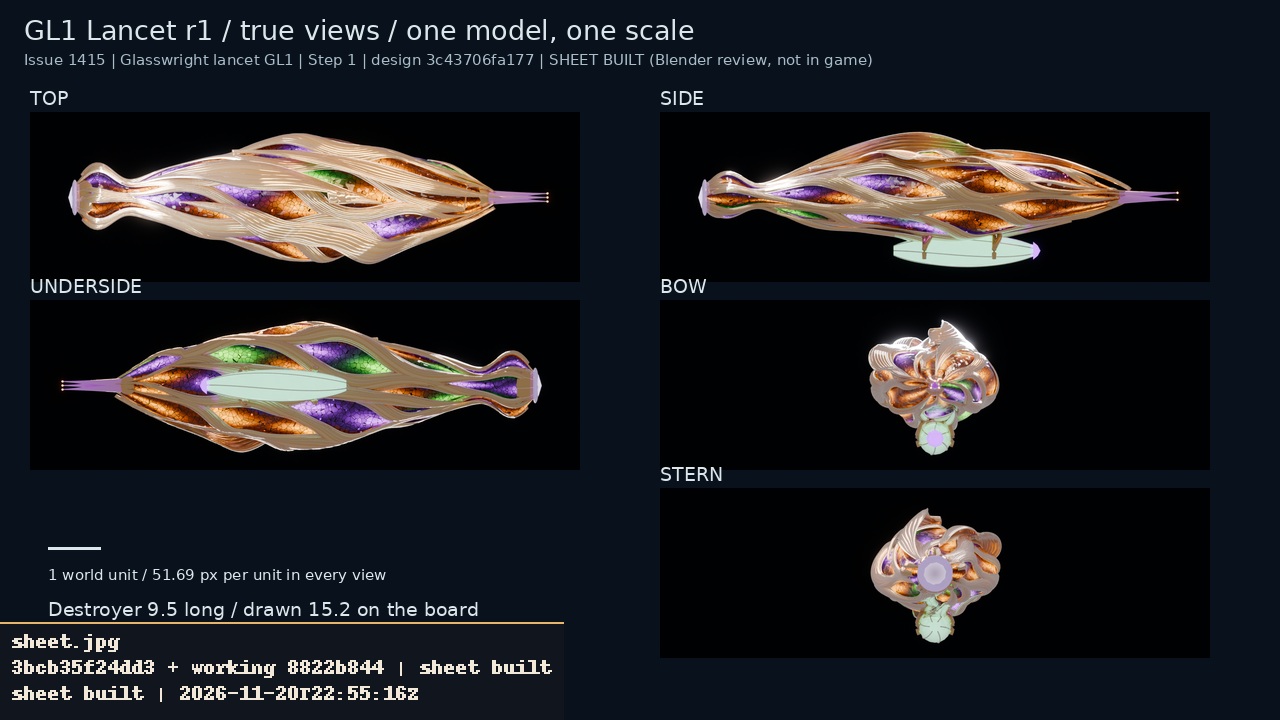 GL1 Lancet r1 / true views / one model, one scale
Issue 1415 | Glasswright lancet GL1 | Step 1 | design 3c43706fa177 | SHEET BUILT (Blender review, not in game)
TOP
SIDE
UNDERSIDE
BOW
STERN
1 world unit / 51.69 px per unit in every view
Destroyer 9.5 long / drawn 15.2 on the board
sheet.jpg
3bcb35f24dd3 + working 8822b844 | sheet built
sheet built | 2026-11-20T22:55:16Z